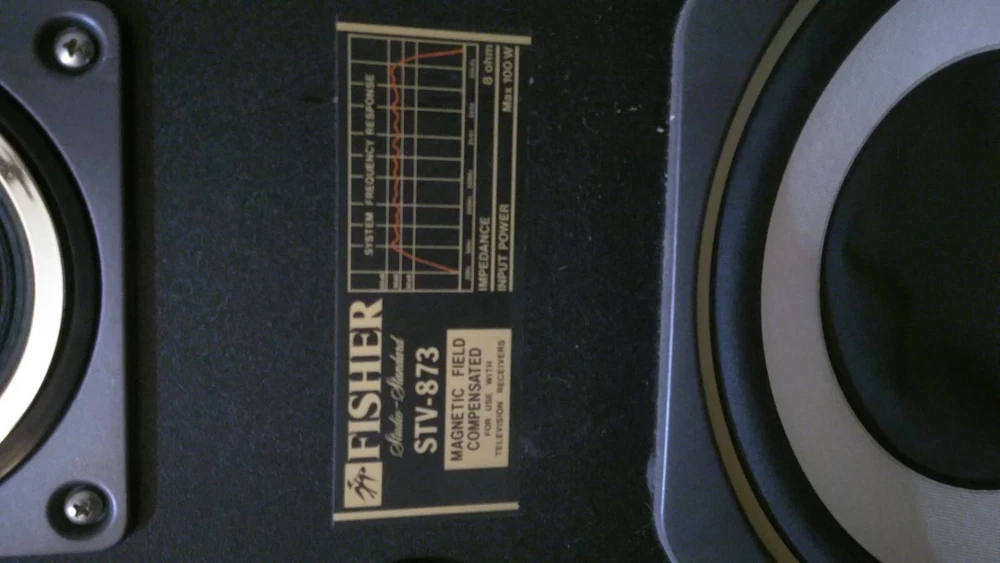 FISHER
Studio-Standard
STV-873
MAGNETIC FIELD
COMPENSATED
FOR USE WITH
TELEVISION RECEIVERS
SYSTEM FREQUENCY RESPONSE
IMPEDANCE 8 ohm
INPUT POWER Max 100 W